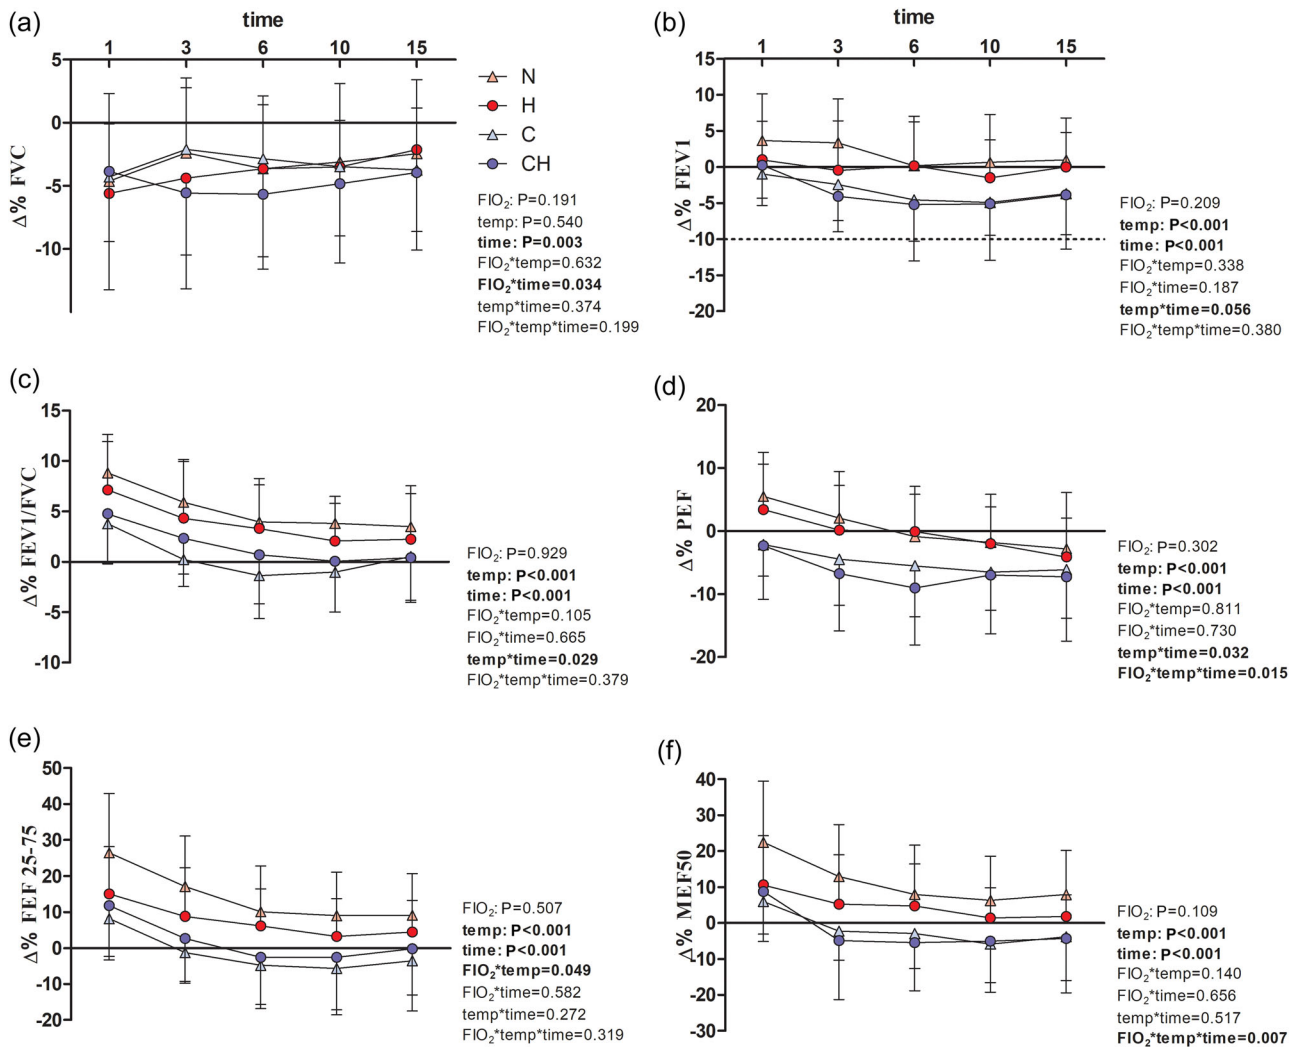 (a)
time
1 3 6 10 15
5
0
-5
-10
Δ% FVC
N
H
C
CH
FIO₂: P=0.191
temp: P=0.540
time: P=0.003
FIO₂*temp=0.632
FIO₂*time=0.034
temp*time=0.374
FIO₂*temp*time=0.199
(b)
time
1 3 6 10 15
15
10
5
0
-5
-10
-15
-20
Δ% FEV1
FIO₂: P=0.209
temp: P<0.001
time: P<0.001
FIO₂*temp=0.338
FIO₂*time=0.187
temp*time=0.056
FIO₂*temp*time=0.380
(c)
15
10
5
0
-5
-10
Δ% FEV1/FVC
FIO₂: P=0.929
temp: P<0.001
time: P<0.001
FIO₂*temp=0.105
FIO₂*time=0.665
temp*time=0.029
FIO₂*temp*time=0.379
(d)
20
10
0
-10
-20
Δ% PEF
FIO₂: P=0.302
temp: P<0.001
time: P<0.001
FIO₂*temp=0.811
FIO₂*time=0.730
temp*time=0.032
FIO₂*temp*time=0.015
(e)
50
40
30
20
10
0
-10
-20
Δ% FEF 25-75
FIO₂: P=0.507
temp: P<0.001
time: P<0.001
FIO₂*temp=0.049
FIO₂*time=0.582
temp*time=0.272
FIO₂*temp*time=0.319
(f)
40
30
20
10
0
-10
-20
-30
Δ% MEF50
FIO₂: P=0.109
temp: P<0.001
time: P<0.001
FIO₂*temp=0.140
FIO₂*time=0.656
temp*time=0.517
FIO₂*temp*time=0.007